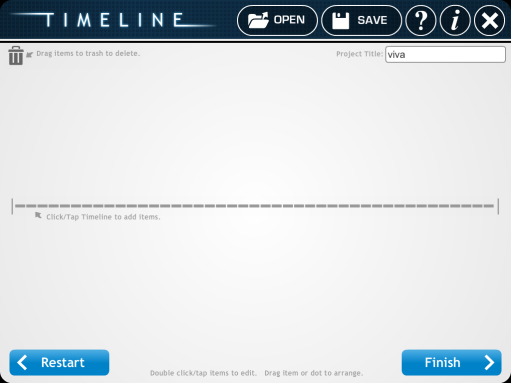 TIMELINE
OPEN
SAVE
?
i
Drag items to trash to delete.
Project Title: viva
Click/Tap Timeline to add items.
Restart
Double click/tap items to edit. Drag item or dot to arrange.
Finish